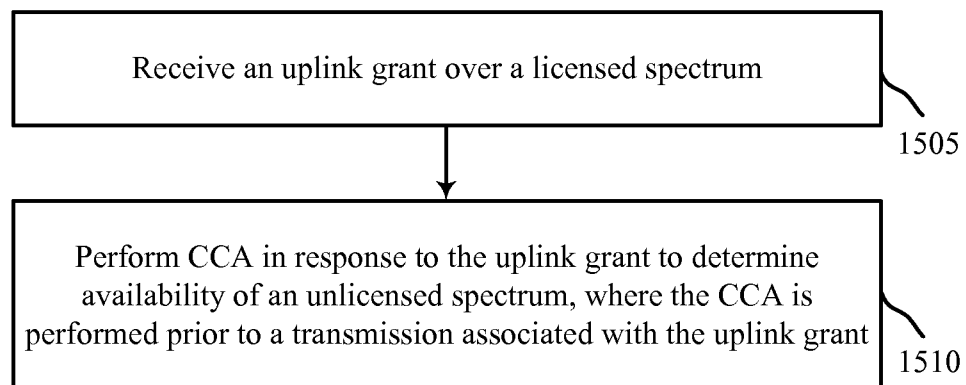 Receive an uplink grant over a licensed spectrum
1505
Perform CCA in response to the uplink grant to determine
availability of an unlicensed spectrum, where the CCA is
performed prior to a transmission associated with the uplink grant
1510